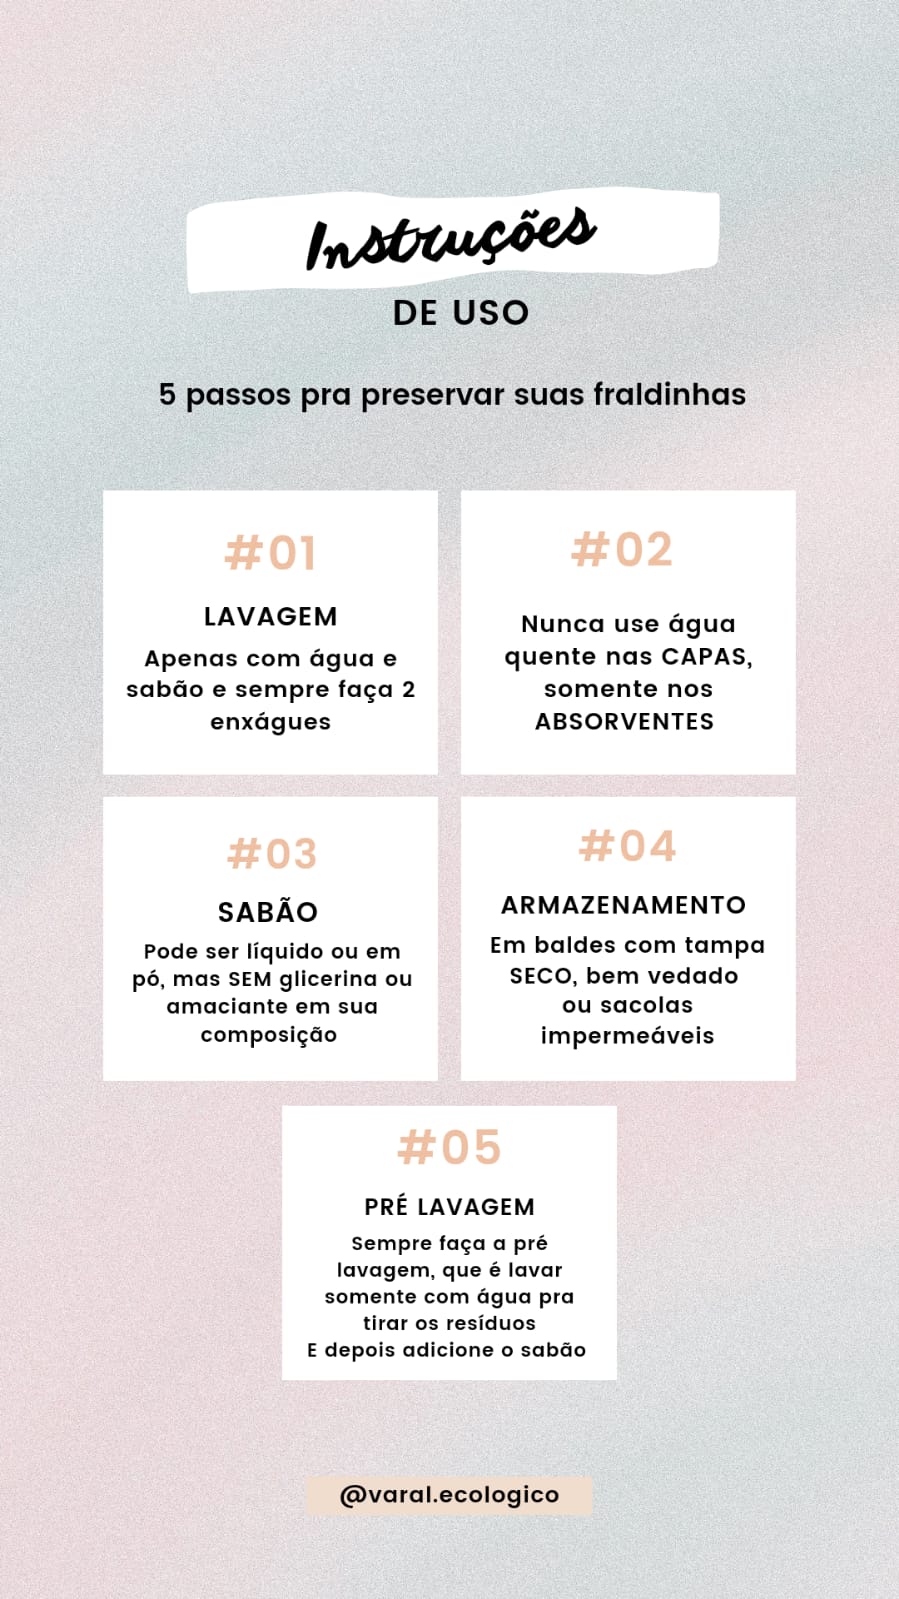 Instruções
DE USO
5 passos pra preservar suas fraldinhas
#01
LAVAGEM
Apenas com água e
sabão e sempre faça 2
enxágues
#02
Nunca use água
quente nas CAPAS,
somente nos
ABSORVENTES
#03
SABÃO
Pode ser líquido ou em
pó, mas SEM glicerina ou
amaciante em sua
composição
#04
ARMAZENAMENTO
Em baldes com tampa
SECO, bem vedado
ou sacolas
impermeáveis
#05
PRÉ LAVAGEM
Sempre faça a pré
lavagem, que é lavar
somente com água pra
tirar os resíduos
E depois adicione o sabão
@varal.ecologico